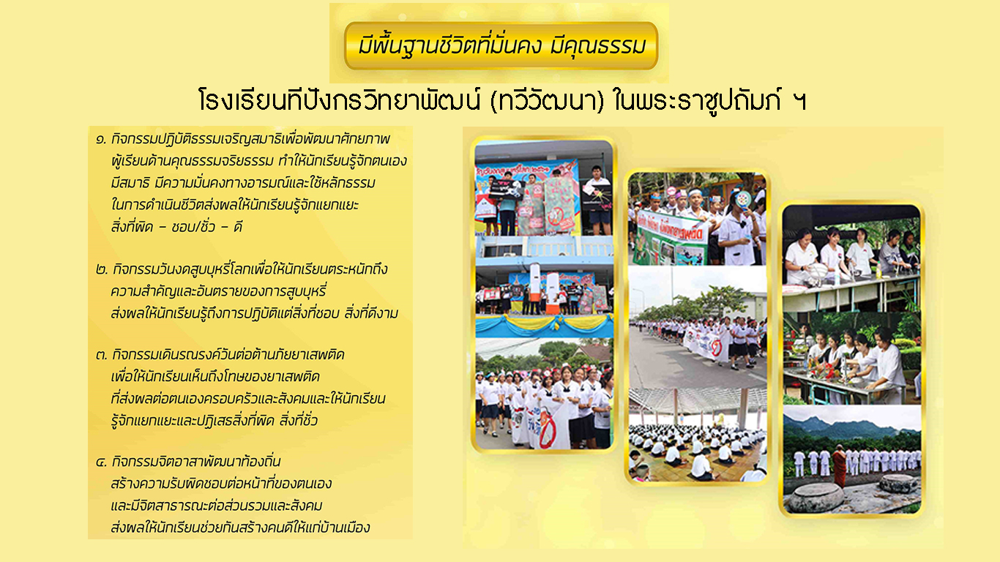 มีพื้นฐานชีวิตที่มั่นคง มีคุณธรรม
โรงเรียนทีปังกรวิทยาพัฒน์ (ทวีวัฒนา) ในพระราชูปถัมภ์ ฯ
๑. กิจกรรมปฏิบัติธรรมเจริญสมาธิเพื่อพัฒนาศักยภาพ
ผู้เรียนด้านคุณธรรมจริยธรรม ทำให้นักเรียนรู้จักตนเอง
มีสมาธิ มีความมั่นคงทางอารมณ์และใช้หลักธรรม
ในการดำเนินชีวิตส่งผลให้นักเรียนรู้จักแยกแยะ
สิ่งที่ผิด – ชอบ/ชั่ว – ดี
๒. กิจกรรมวันงดสูบบุหรี่โลกเพื่อให้นักเรียนตระหนักถึง
ความสำคัญและอันตรายของการสูบบุหรี่
ส่งผลให้นักเรียนรู้ถึงการปฏิบัติแต่สิ่งที่ชอบ สิ่งที่ดีงาม
๓. กิจกรรมเดินรณรงค์วันต่อต้านภัยยาเสพติด
เพื่อให้นักเรียนเห็นถึงโทษของยาเสพติด
ที่ส่งผลต่อตนเองครอบครัวและสังคมและให้นักเรียน
รู้จักแยกแยะและปฏิเสธสิ่งที่ผิด สิ่งที่ชั่ว
๔. กิจกรรมจิตอาสาพัฒนาท้องถิ่น
สร้างความรับผิดชอบต่อหน้าที่ของตนเอง
และมีจิตสาธารณะต่อส่วนรวมและสังคม
ส่งผลให้นักเรียนช่วยกันสร้างคนดีให้แก่บ้านเมือง